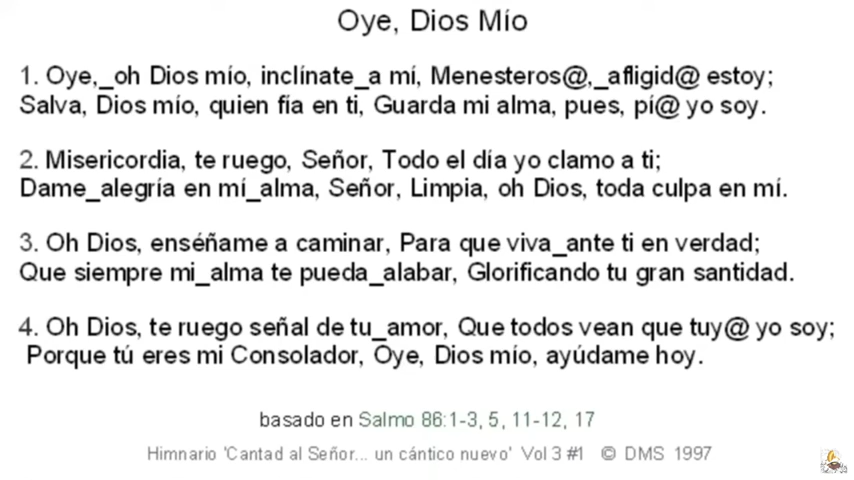 Oye, Dios Mío
1. Oye,_oh Dios mío, inclínate_a mí, Menesteros@,_afligid@ estoy;
Salva, Dios mío, quien fía en ti, Guarda mi alma, pues, pí@ yo soy.
2. Misericordia, te ruego, Señor, Todo el día yo clamo a ti;
Dame_alegría en mí_alma, Señor, Limpia, oh Dios, toda culpa en mí.
3. Oh Dios, enséñame a caminar, Para que viva_ante ti en verdad;
Que siempre mi_alma te pueda_alabar, Glorificando tu gran santidad.
4. Oh Dios, te ruego señal de tu_amor, Que todos vean que tuy@ yo soy;
Porque tú eres mi Consolador, Oye, Dios mío, ayúdame hoy.
basado en Salmo 86:1-3, 5, 11-12, 17
Himnario 'Cantad al Señor... un cántico nuevo' Vol 3 #1 © DMS 1997